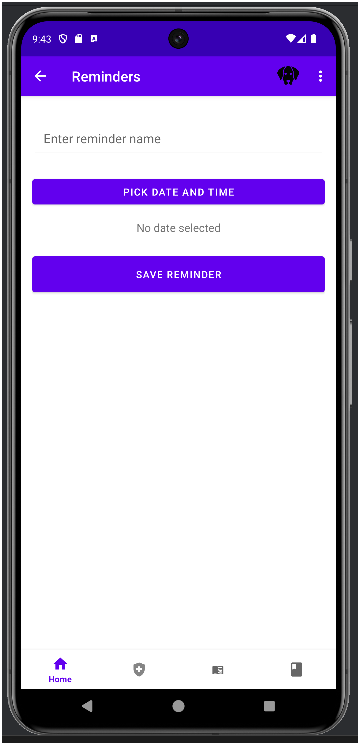 9:43
Reminders
Enter reminder name
PICK DATE AND TIME
No date selected
SAVE REMINDER
Home